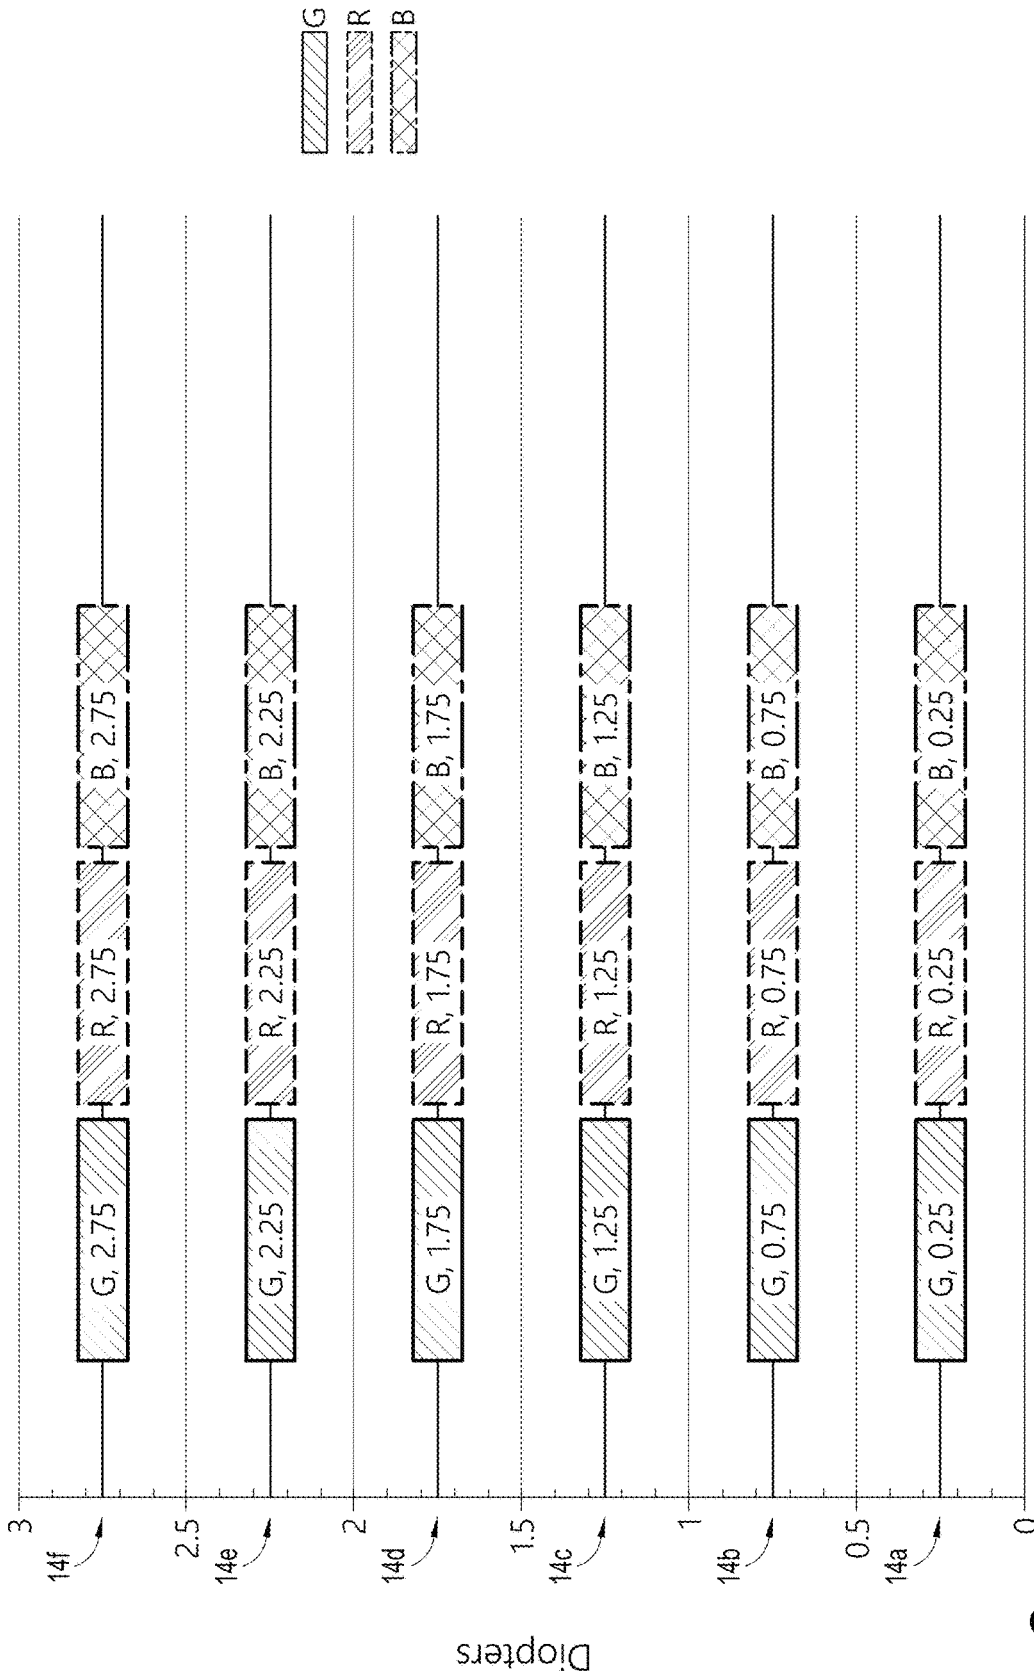 3
14f
G, 2.75 R, 2.75 B, 2.75
2.5
14e
G, 2.25 R, 2.25 B, 2.25
2
14d
G, 1.75 R, 1.75 B, 1.75
1.5
14c
G, 1.25 R, 1.25 B, 1.25
1
14b
G, 0.75 R, 0.75 B, 0.75
0.5
14a
G, 0.25 R, 0.25 B, 0.25
0
Diopters
G
R
B